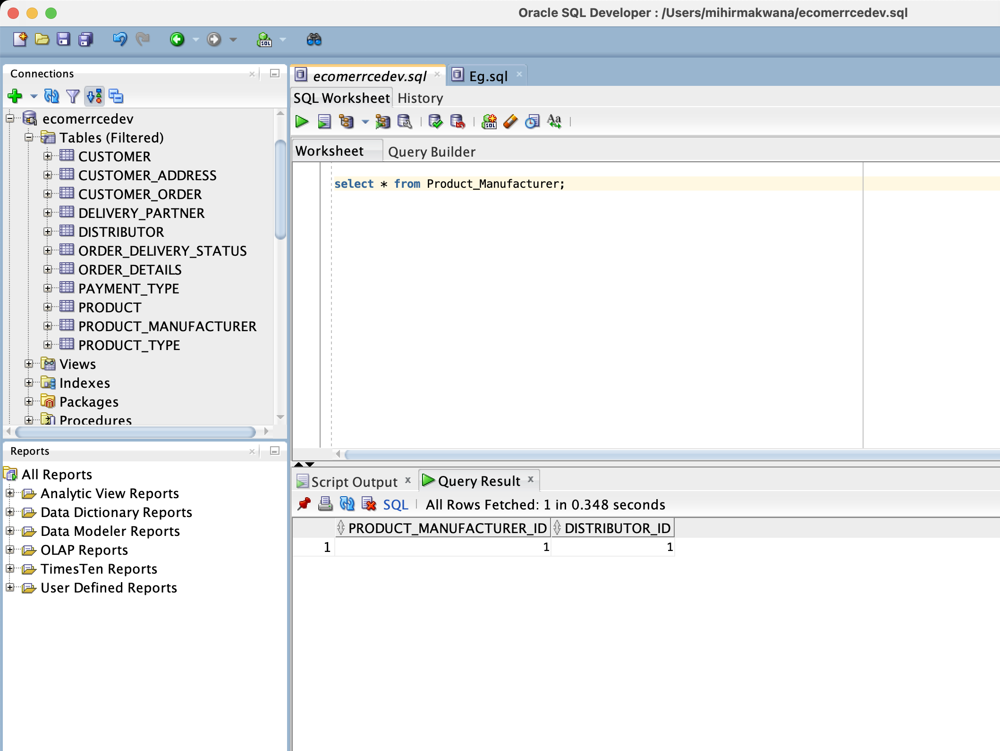 Oracle SQL Developer : /Users/mihirmakwana/ecomerrcedev.sql
SQL
Connections
ecomerrcedev
Tables (Filtered)
CUSTOMER
CUSTOMER_ADDRESS
CUSTOMER_ORDER
DELIVERY_PARTNER
DISTRIBUTOR
ORDER_DELIVERY_STATUS
ORDER_DETAILS
PAYMENT_TYPE
PRODUCT
PRODUCT_MANUFACTURER
PRODUCT_TYPE
Views
Indexes
Packages
Procedures
Reports
All Reports
Analytic View Reports
Data Dictionary Reports
Data Modeler Reports
OLAP Reports
TimesTen Reports
User Defined Reports
ecomerrcedev.sql Eg.sql
SQL Worksheet History
SQL Aa
Worksheet Query Builder
select * from Product_Manufacturer;
Script Output Query Result
SQL All Rows Fetched: 1 in 0.348 seconds
PRODUCT_MANUFACTURER_ID DISTRIBUTOR_ID
1 1 1